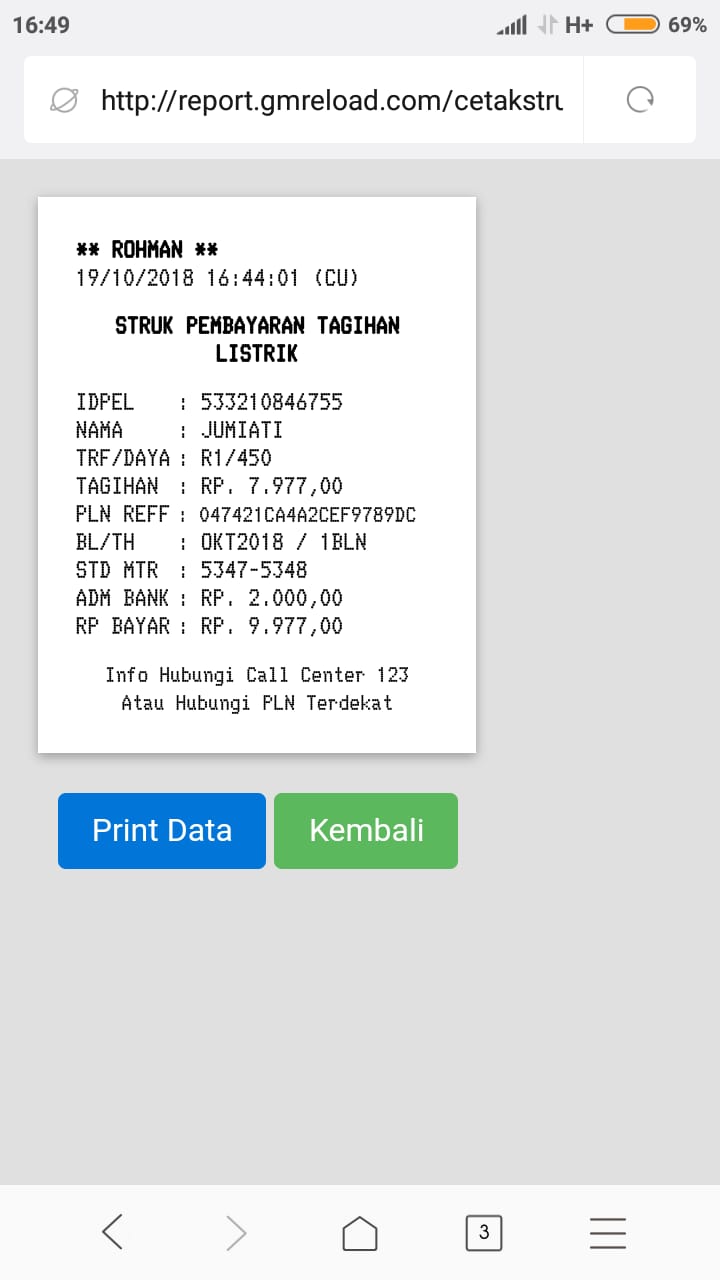 16:49 H+ 69%
http://report.gmreload.com/cetakstru
** ROHMAN **
19/10/2018 16:44:01 (CU)
STRUK PEMBAYARAN TAGIHAN
LISTRIK
IDPEL : 533210846755
NAMA : JUMIATI
TRF/DAYA : R1/450
TAGIHAN : RP. 7.977,00
PLN REFF : 047421CA4A2CEF9789DC
BL/TH : OKT2018 / 1BLN
STD MTR : 5347-5348
ADM BANK : RP. 2.000,00
RP BAYAR : RP. 9.977,00
Info Hubungi Call Center 123
Atau Hubungi PLN Terdekat
Print Data Kembali
3